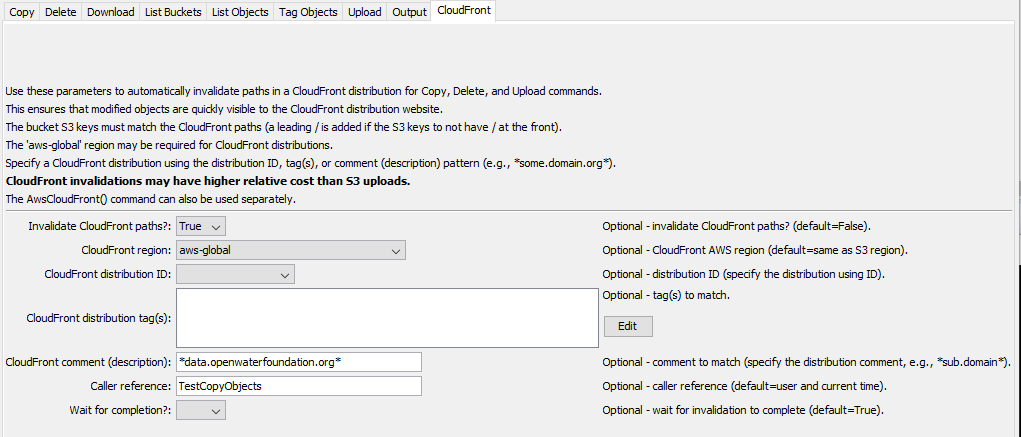 Copy Delete Download List Buckets List Objects Tag Objects Upload Output CloudFront
Use these parameters to automatically invalidate paths in a CloudFront distribution for Copy, Delete, and Upload commands.
This ensures that modified objects are quickly visible to the CloudFront distribution website.
The bucket S3 keys must match the CloudFront paths (a leading / is added if the S3 keys to not have / at the front).
The 'aws-global' region may be required for CloudFront distributions.
Specify a CloudFront distribution using the distribution ID, tag(s), or comment (description) pattern (e.g., *some.domain.org*).
CloudFront invalidations may have higher relative cost than S3 uploads.
The AwsCloudFront() command can also be used separately.
Invalidate CloudFront paths?: True Optional - invalidate CloudFront paths? (default=False).
CloudFront region: aws-global Optional - CloudFront AWS region (default=same as S3 region).
CloudFront distribution ID: Optional - distribution ID (specify the distribution using ID).
CloudFront distribution tag(s): Optional - tag(s) to match.
Edit
CloudFront comment (description): *data.openwaterfoundation.org* Optional - comment to match (specify the distribution comment, e.g., *sub.domain*).
Caller reference: TestCopyObjects Optional - caller reference (default=user and current time).
Wait for completion?: Optional - wait for invalidation to complete (default=True).